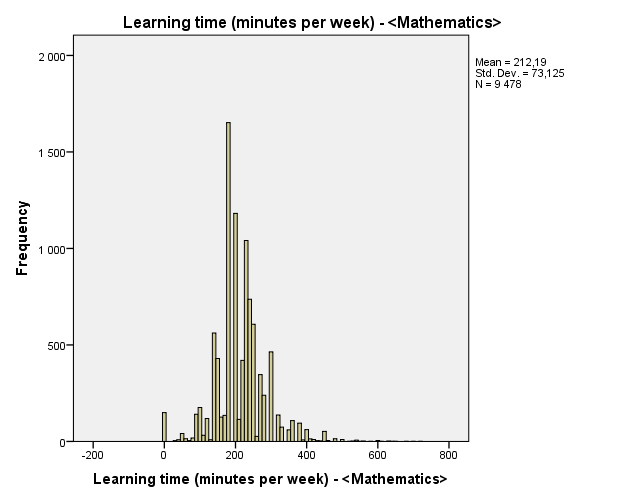 Learning time (minutes per week) - <Mathematics>
Mean = 212,19
Std. Dev. = 73,125
N = 9 478
2 000
1 500
1 000
500
0
Frequency
-200 0 200 400 600 800
Learning time (minutes per week) - <Mathematics>